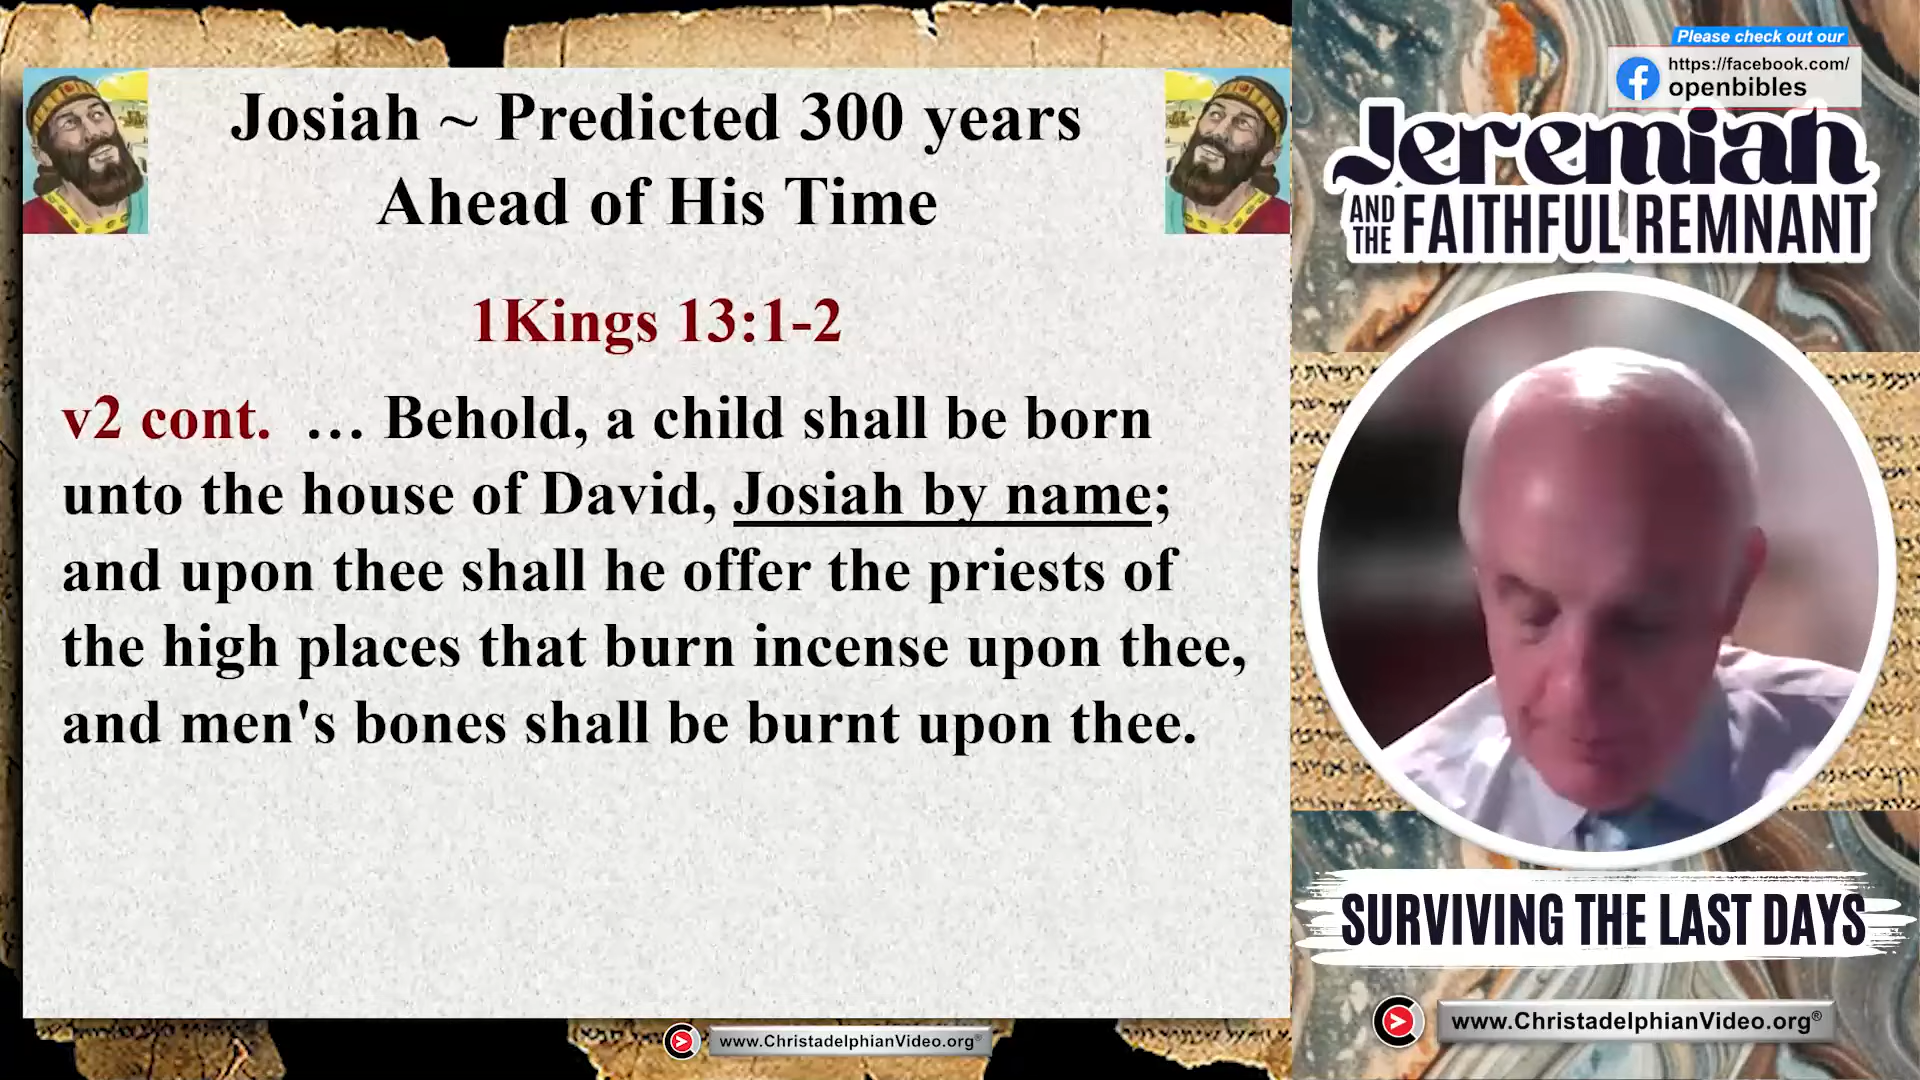 Josiah ~ Predicted 300 years
Ahead of His Time
1Kings 13:1-2
v2 cont. … Behold, a child shall be born
unto the house of David, Josiah by name;
and upon thee shall he offer the priests of
the high places that burn incense upon thee,
and men's bones shall be burnt upon thee.
www.ChristadelphianVideo.org®
Please check out our
https://facebook.com/
openbibles
Jeremiah
AND THE FAITHFUL REMNANT
SURVIVING THE LAST DAYS
www.ChristadelphianVideo.org®